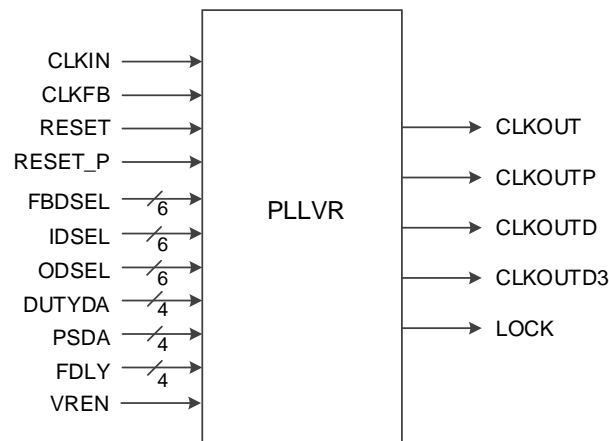 CLKIN
CLKFB
RESET
RESET_P
FBDSEL 6
IDSEL 6
ODSEL 6
DUTYDA 4
PSDA 4
FDLY 4
VREN
PLLVR
CLKOUT
CLKOUTP
CLKOUTD
CLKOUTD3
LOCK